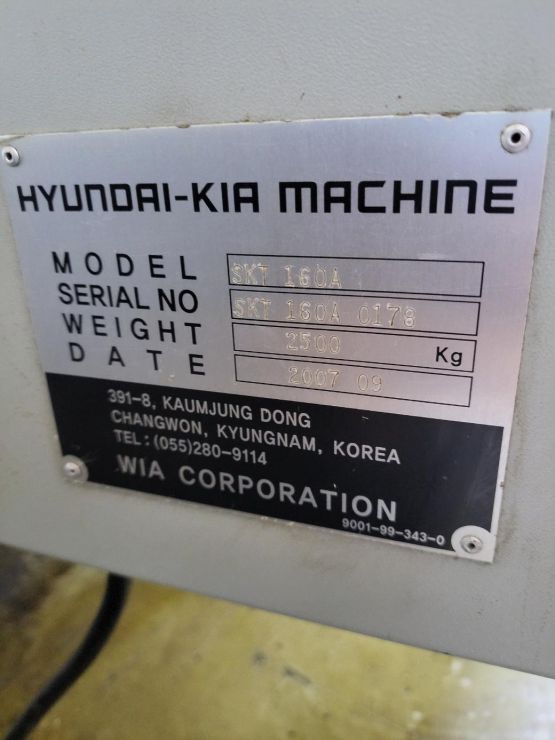 HYUNDAI-KIA MACHINE
MODEL SKT 160A
SERIAL NO SKT 160A 0178
WEIGHT 2500 Kg
DATE 2007 09
391-8, KAUMJUNG DONG
CHANGWON, KYUNGNAM, KOREA
TEL:(055)280-9114
WIA CORPORATION
9001-99-343-0